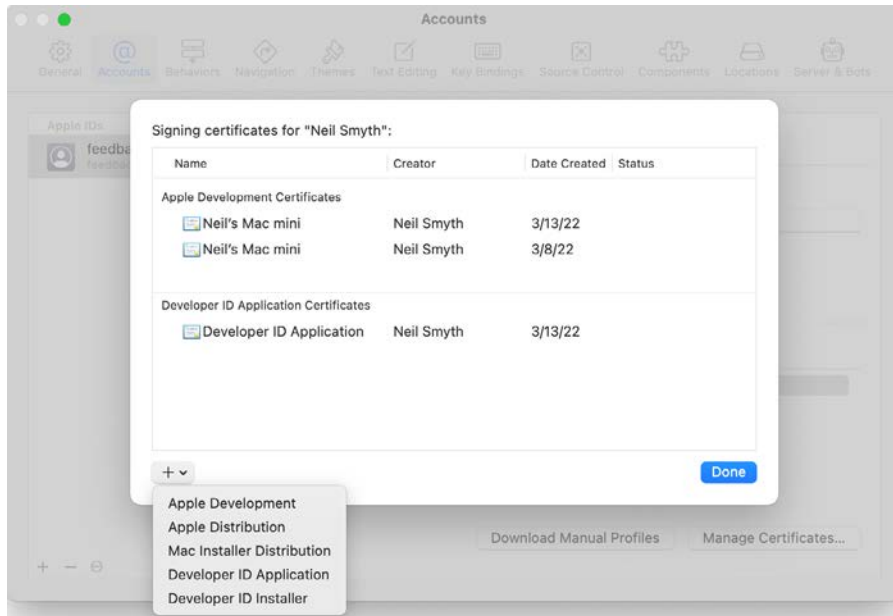 Accounts
General Accounts Behaviors Navigation Themes Text Editing Key Bindings Source Control Components Locations Server & Bots
Apple IDs
feedba
feedba
Signing certificates for "Neil Smyth":
Name Creator Date Created Status
Apple Development Certificates
Neil's Mac mini Neil Smyth 3/13/22
Neil's Mac mini Neil Smyth 3/8/22
Developer ID Application Certificates
Developer ID Application Neil Smyth 3/13/22
+ Done
Apple Development
Apple Distribution
Mac Installer Distribution
Developer ID Application
Developer ID Installer
Download Manual Profiles Manage Certificates...